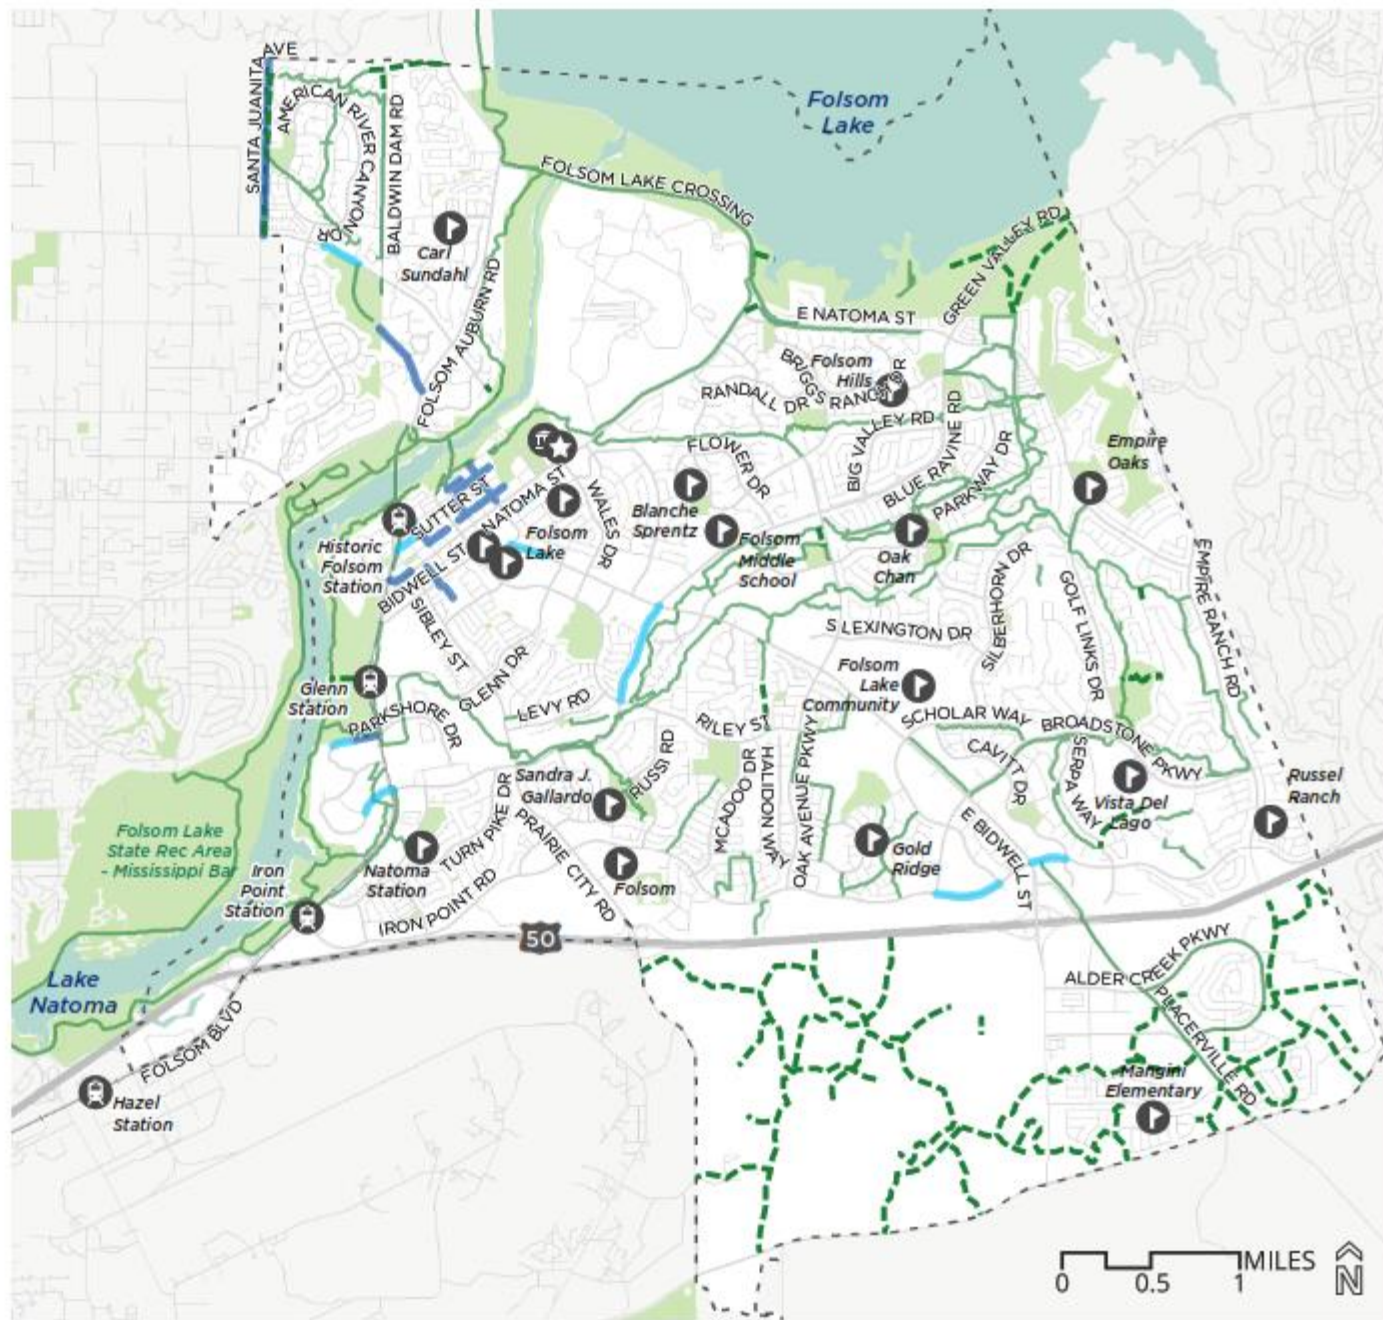 AVE
SANTA JUANITA
AMERICAN RIVER CANYON
DR
BALDWIN DAM RD
Folsom
Lake
FOLSOM LAKE CROSSING
Carl
Sundahl
FOLSOM AUBURN RD
GREEN VALLEY RD
E NATOMA ST
BRIGGS RANCH DR
Folsom
Hills
RANDALL DR
BIG VALLEY RD
BLUE RAVINE RD
PARKWAY DR
FLOWER DR
Empire
Oaks
SUTTER ST
NATOMA ST
WALES DR
Blanche
Sprentz
Folsom
Middle
School
Oak
Chan
Folsom
Lake
Historic
Folsom
Station
BIDWELL ST
SIBLEY ST
SILBERHORN DR
GOLF LINKS DR
EMPIRE RANCH RD
S LEXINGTON DR
GLENN DR
LEVY RD
Glenn
Station
PARKSHORE DR
Folsom
Lake
Community
RILEY ST
SCHOLAR WAY
BROADSTONE PKWY
CAVITT DR
SERPA WAY
Sandra J.
Gallardo
RUSSI RD
MCADOO DR
HALIDON WAY
OAK AVENUE PKWY
Vista Del
Lago
Russel
Ranch
TURN PIKE DR
PRAIRIE CITY RD
E BIDWELL ST
Folsom Lake
State Rec Area
- Mississippi Bar
Iron
Point
Station
Natoma
Station
Gold
Ridge
Folsom
IRON POINT RD
50
Lake
Natoma
ALDER CREEK PKWY
PLACERVILLE RD
FOLSOM BLVD
Hazel
Station
Mangini
Elementary
MILES
0 0.5 1
N